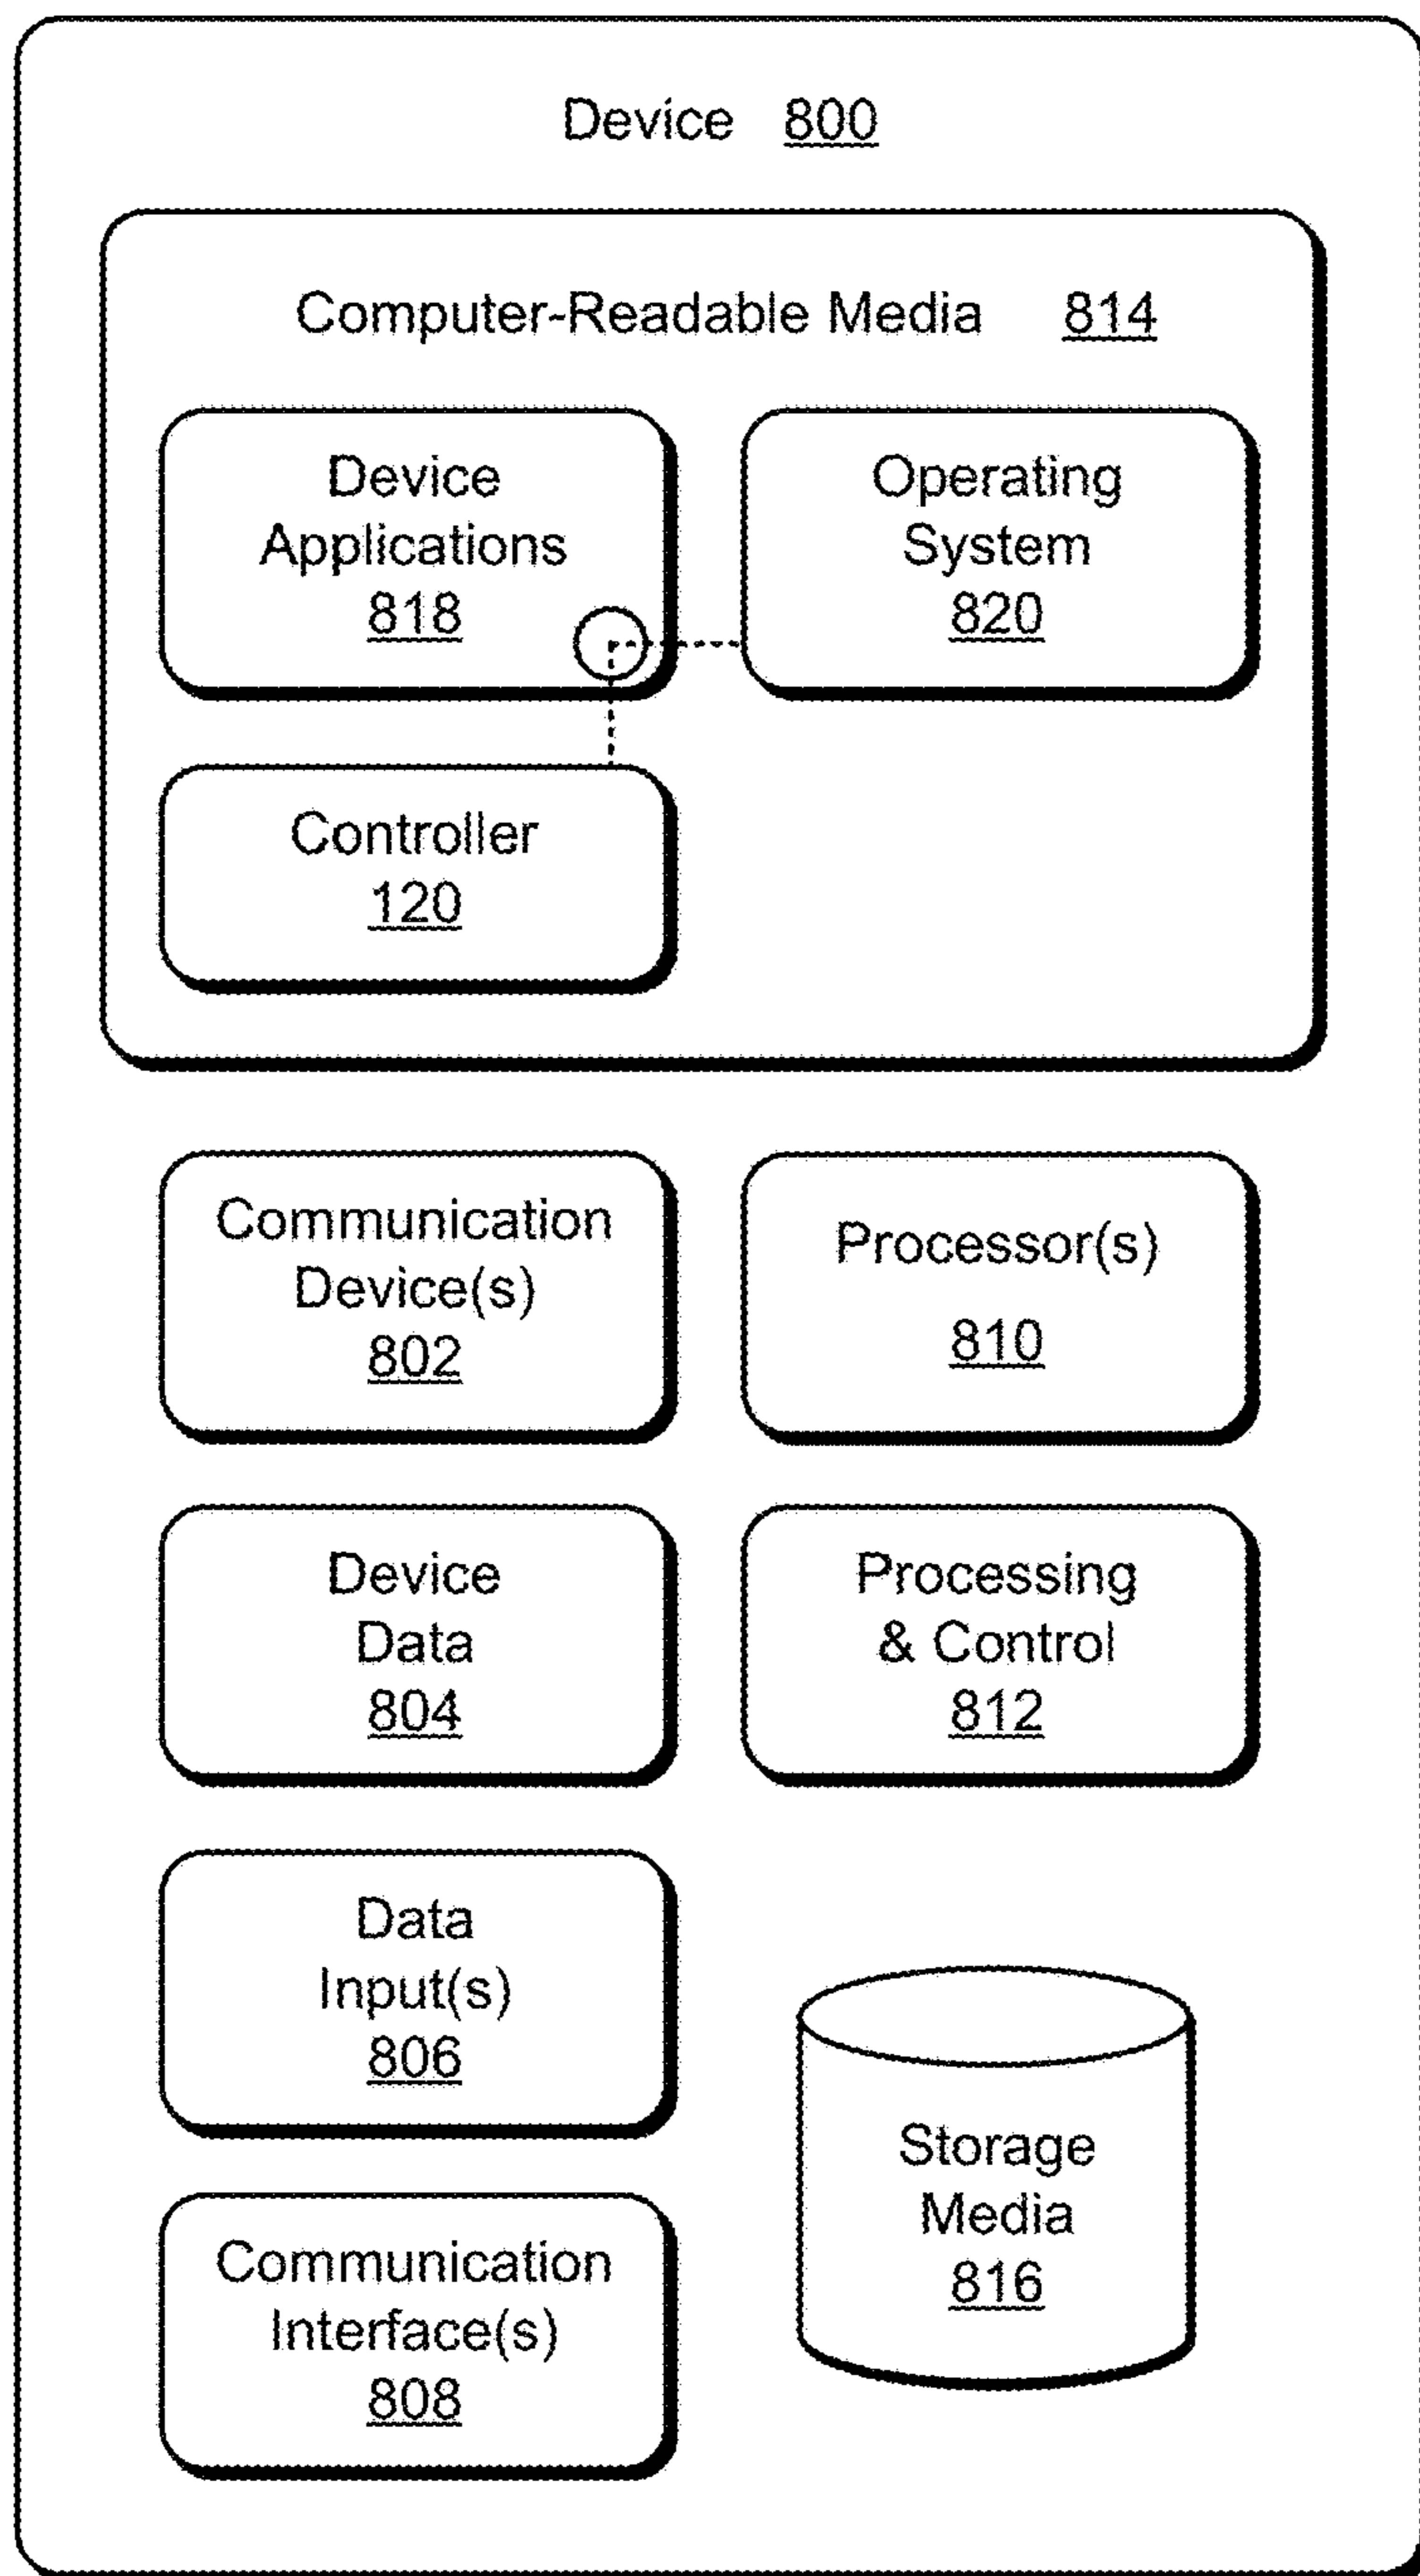 Device 800
Computer-Readable Media 814
Device
Applications
818
Operating
System
820
Controller
120
Communication
Device(s)
802
Processor(s)
810
Device
Data
804
Processing
& Control
812
Data
Input(s)
806
Storage
Media
816
Communication
Interface(s)
808